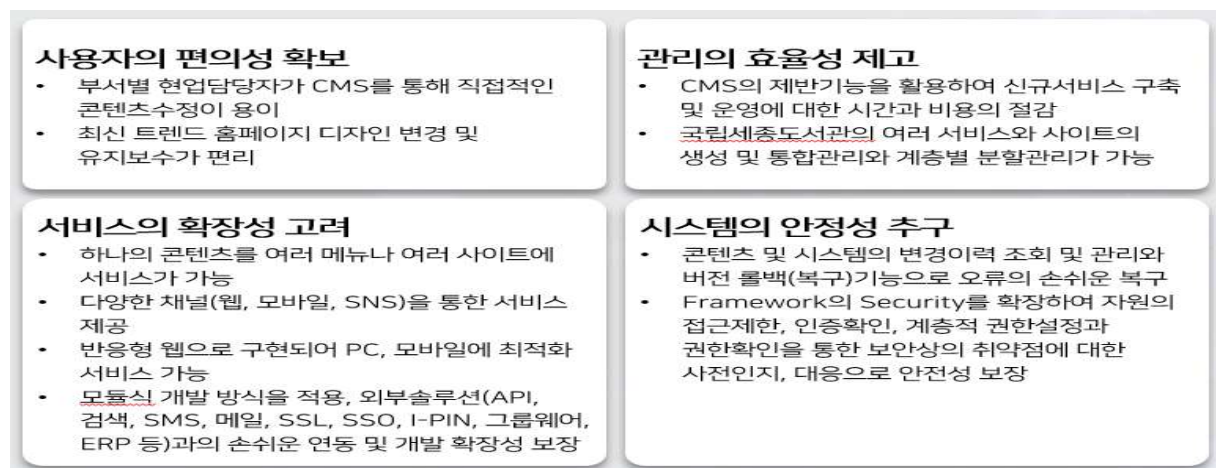 사용자의 편의성 확보
• 부서별 현업담당자가 CMS를 통해 직접적인
콘텐츠수정이 용이
• 최신 트렌드 홈페이지 디자인 변경 및
유지보수가 편리
관리의 효율성 제고
• CMS의 제반기능을 활용하여 신규서비스 구축
및 운영에 대한 시간과 비용의 절감
• 국립세종도서관의 여러 서비스와 사이트의
생성 및 통합관리와 계층별 분할관리가 가능
서비스의 확장성 고려
• 하나의 콘텐츠를 여러 메뉴나 여러 사이트에
서비스가 가능
• 다양한 채널(웹, 모바일, SNS)을 통한 서비스
제공
• 반응형 웹으로 구현되어 PC, 모바일에 최적화
서비스 가능
• 모듈식 개발 방식을 적용, 외부솔루션(API,
검색, SMS, 메일, SSL, SSO, I-PIN, 그룹웨어,
ERP 등)과의 손쉬운 연동 및 개발 확장성 보장
시스템의 안정성 추구
• 콘텐츠 및 시스템의 변경이력 조회 및 관리와
버전 롤백(복구)기능으로 오류의 손쉬운 복구
• Framework의 Security를 확장하여 자원의
접근제한, 인증확인, 계층적 권한설정과
권한확인을 통한 보안상의 취약점에 대한
사전인지, 대응으로 안전성 보장